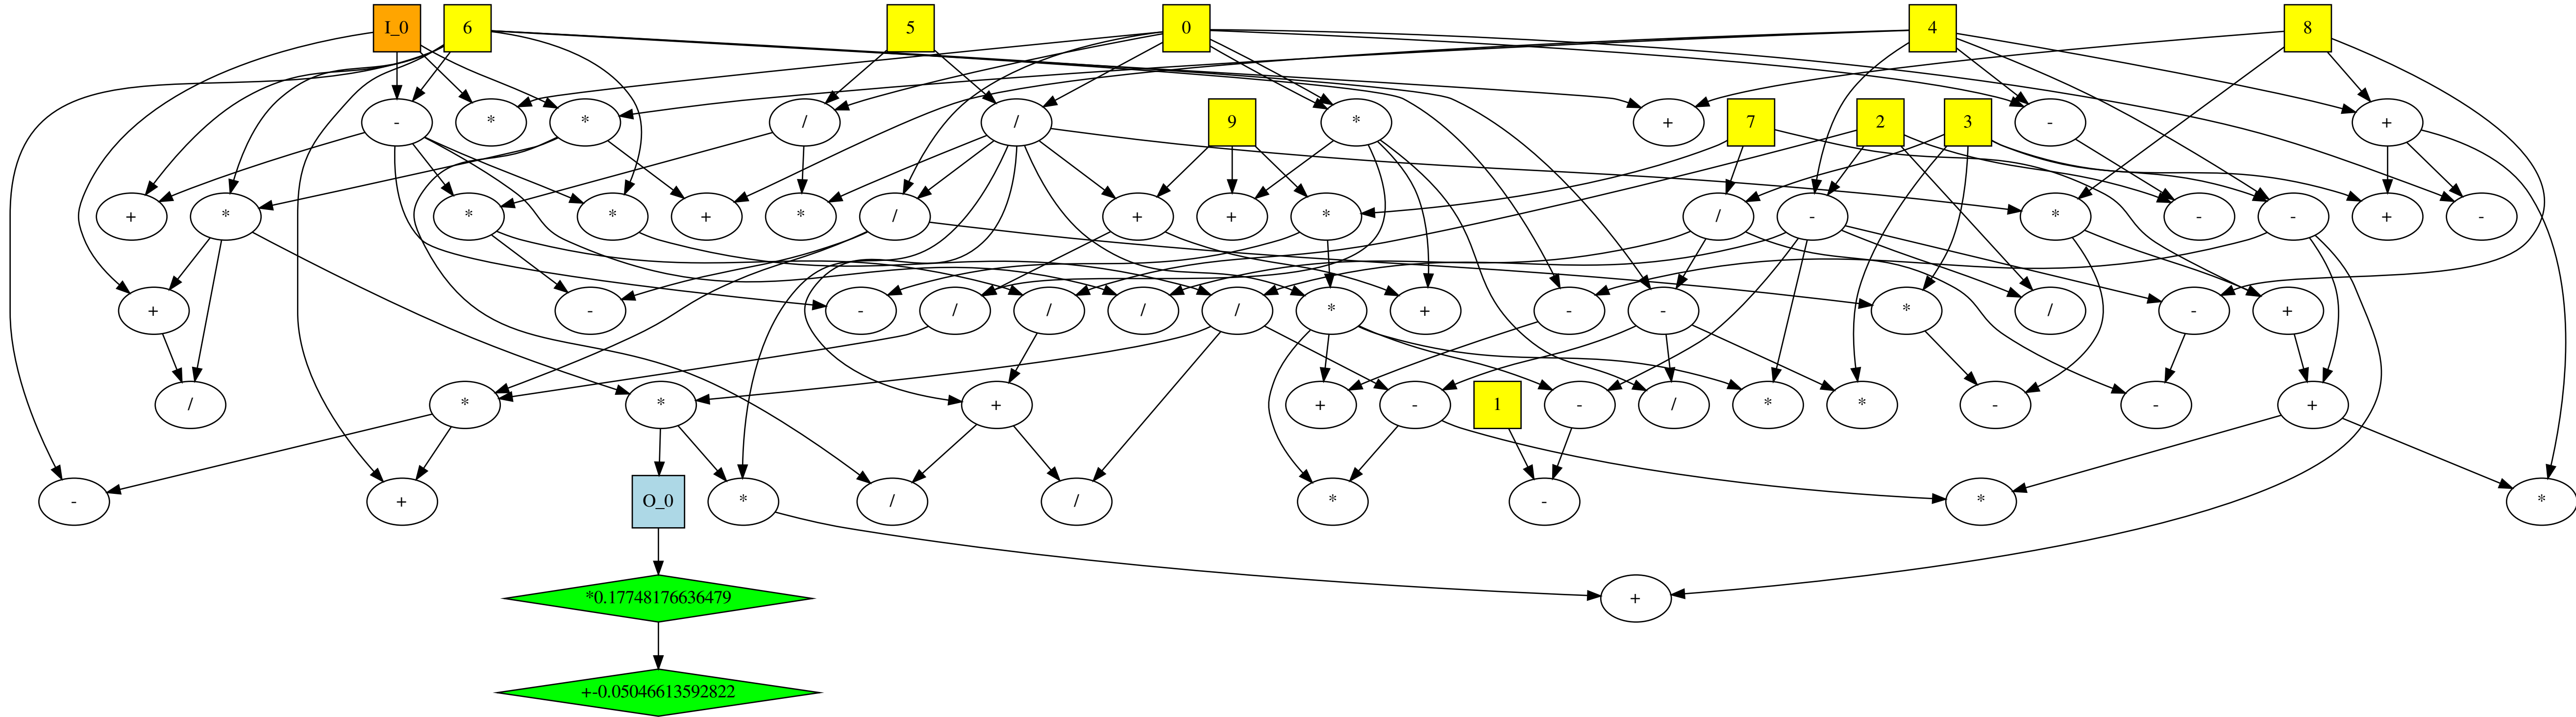 I_0 6 5 0 4 8
- * * / / 9 * + 7 2 3 - +
+ * * * + * / + + * / - * - - + -
+ - - / / / / * + - - * / - +
/ * * + + - 1 - / * * - - +
- + O_0 * / / * - * *
*0.17748176636479 +
+-0.05046613592822